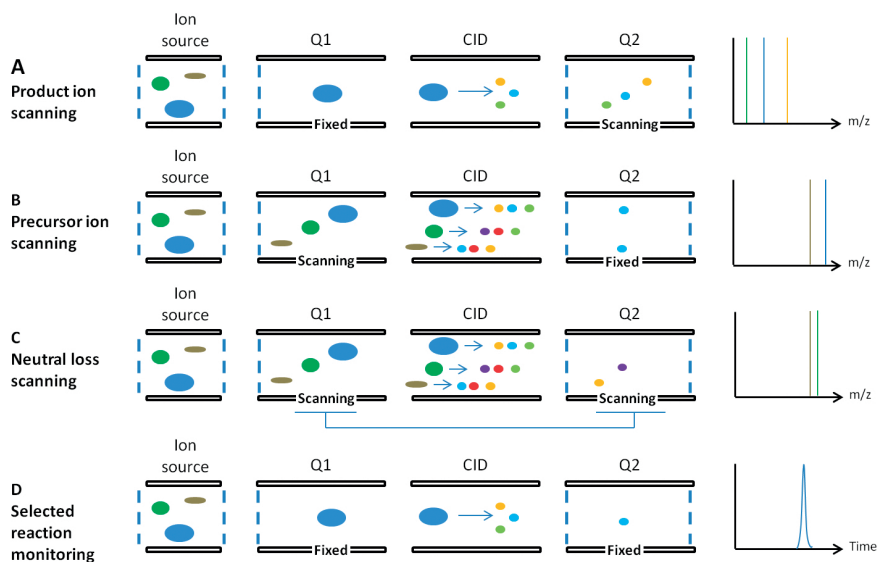 Ion
source
Q1
CID
Q2
A
Product ion
scanning
Fixed
Scanning
m/z
Ion
source
Q1
CID
Q2
B
Precursor ion
scanning
Scanning
Fixed
m/z
Ion
source
Q1
CID
Q2
C
Neutral loss
scanning
Scanning
Scanning
m/z
Ion
source
Q1
CID
Q2
D
Selected
reaction
monitoring
Fixed
Fixed
Time